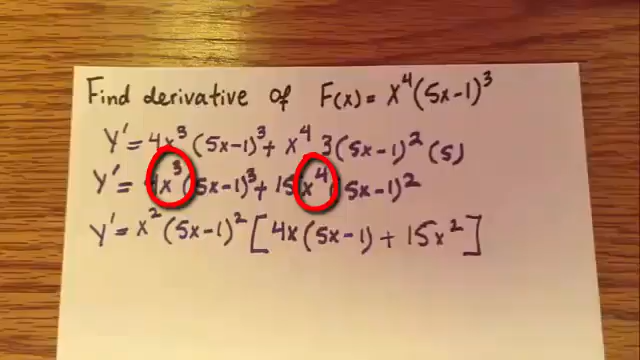 Find derivative of F(x) = x⁴(5x-1)³
y' = 4x³ (5x-1)³ + x⁴ 3(5x-1)² (5)
y' = 4x³ (5x-1)³ + 15x⁴ (5x-1)²
y' = x² (5x-1)² [4x(5x-1) + 15x²]